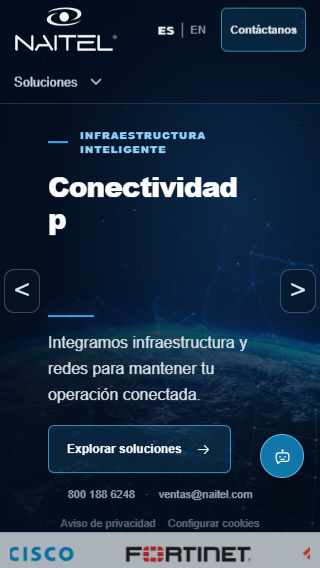 NAITEL
ES | EN
Contáctanos
Soluciones
INFRAESTRUCTURA
INTELIGENTE
Conectividad
p
<
>
Integramos infraestructura y
redes para mantener tu
operación conectada.
Explorar soluciones →
800 188 6248 · ventas@naitel.com
Aviso de privacidad Configurar cookies
CISCO FORTINET